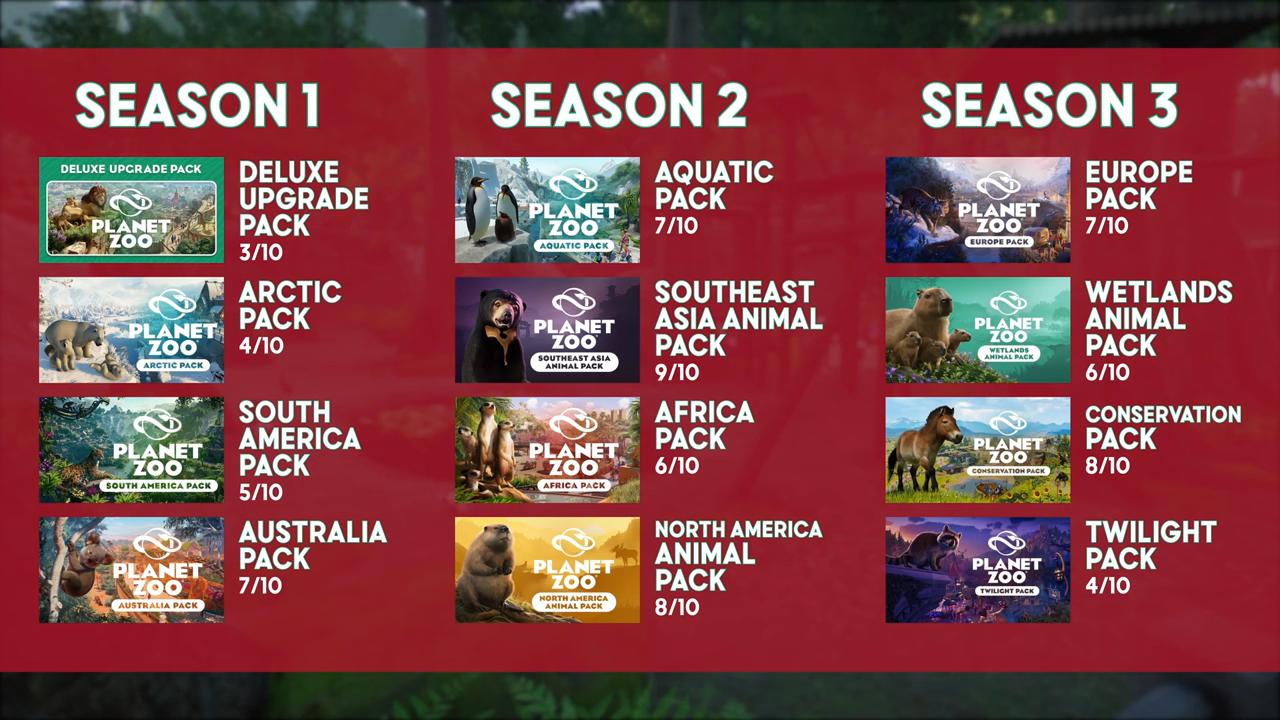 SEASON 1
DELUXE UPGRADE PACK
PLANET
ZOO
DELUXE
UPGRADE
PACK
3/10
PLANET
ZOO
ARCTIC PACK
ARCTIC
PACK
4/10
PLANET
ZOO
SOUTH AMERICA PACK
SOUTH
AMERICA
PACK
5/10
PLANET
ZOO
AUSTRALIA PACK
AUSTRALIA
PACK
7/10
SEASON 2
PLANET
ZOO
AQUATIC PACK
AQUATIC
PACK
7/10
PLANET
ZOO
SOUTHEAST ASIA
ANIMAL PACK
SOUTHEAST
ASIA ANIMAL
PACK
9/10
PLANET
ZOO
AFRICA PACK
AFRICA
PACK
6/10
PLANET
ZOO
NORTH AMERICA
ANIMAL PACK
NORTH AMERICA
ANIMAL
PACK
8/10
SEASON 3
PLANET
ZOO
EUROPE PACK
EUROPE
PACK
7/10
PLANET
ZOO
WETLANDS
ANIMAL PACK
WETLANDS
ANIMAL
PACK
6/10
PLANET
ZOO
CONSERVATION PACK
CONSERVATION
PACK
8/10
PLANET
ZOO
TWILIGHT PACK
TWILIGHT
PACK
4/10